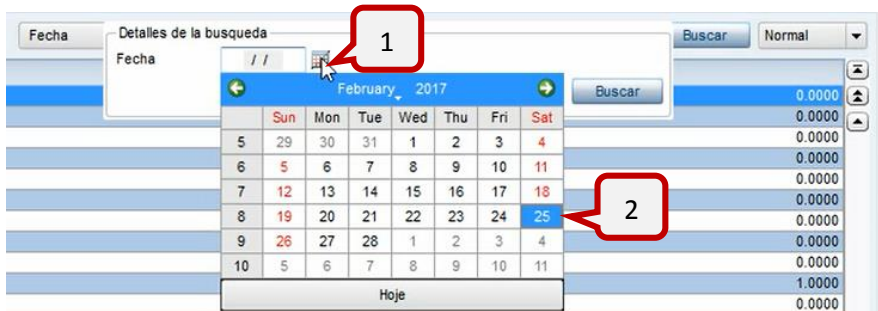 Fecha
Detalles de la busqueda
1
Buscar
Normal
Fecha
/ /
February, 2017
Buscar
0.0000
Sun Mon Tue Wed Thu Fri Sat
0.0000
5 29 30 31 1 2 3 4
0.0000
6 5 6 7 8 9 10 11
0.0000
0.0000
7 12 13 14 15 16 17 18
0.0000
8 19 20 21 22 23 24 25
2
0.0000
9 26 27 28 1 2 3 4
0.0000
10 5 6 7 8 9 10 11
0.0000
1.0000
Hoje
0.0000